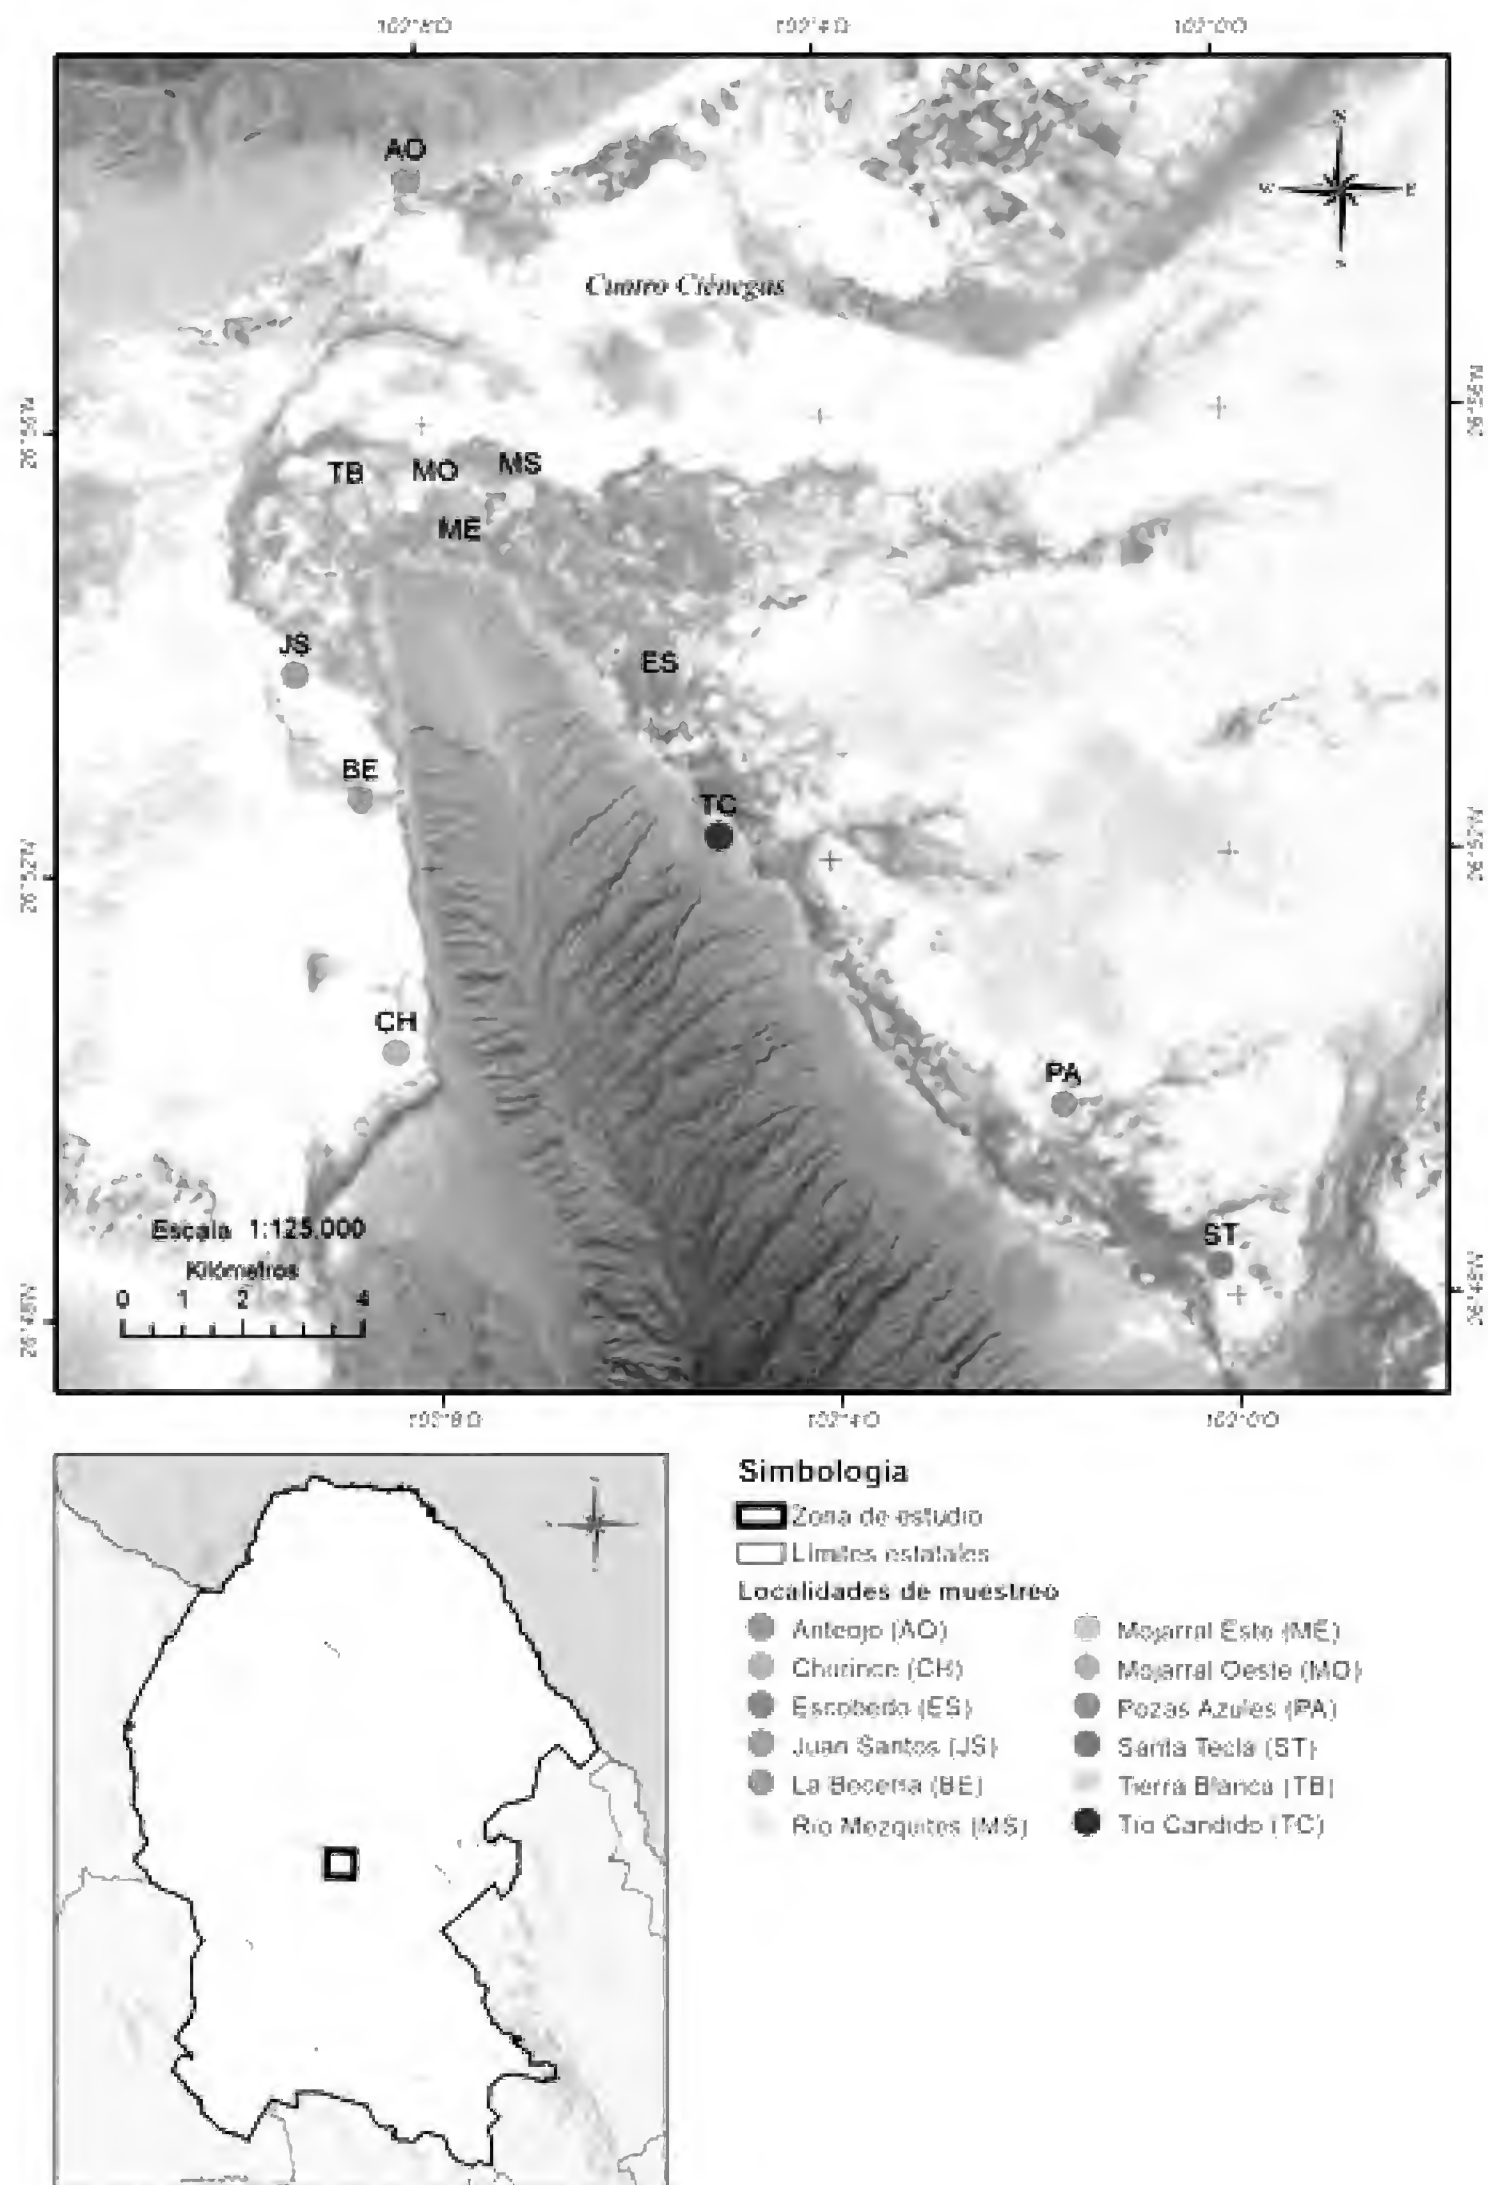 AO
Cuatro Ciénegas
TB MO MS
ME
JS
ES
BE
TC
CH
PA
ST
Escala 1:125,000
Kilómetros
0 1 2 4
Simbología
Zona de estudio
Límites estatales
Localidades de muestreo
Anteojo (AO)
Churince (CH)
Escobedo (ES)
Juan Santos (JS)
La Becerra (BE)
Río Mezquites (MS)
Mojarral Este (ME)
Mojarral Oeste (MO)
Pozas Azules (PA)
Santa Tecla (ST)
Tierra Blanca (TB)
Tío Candido (TC)